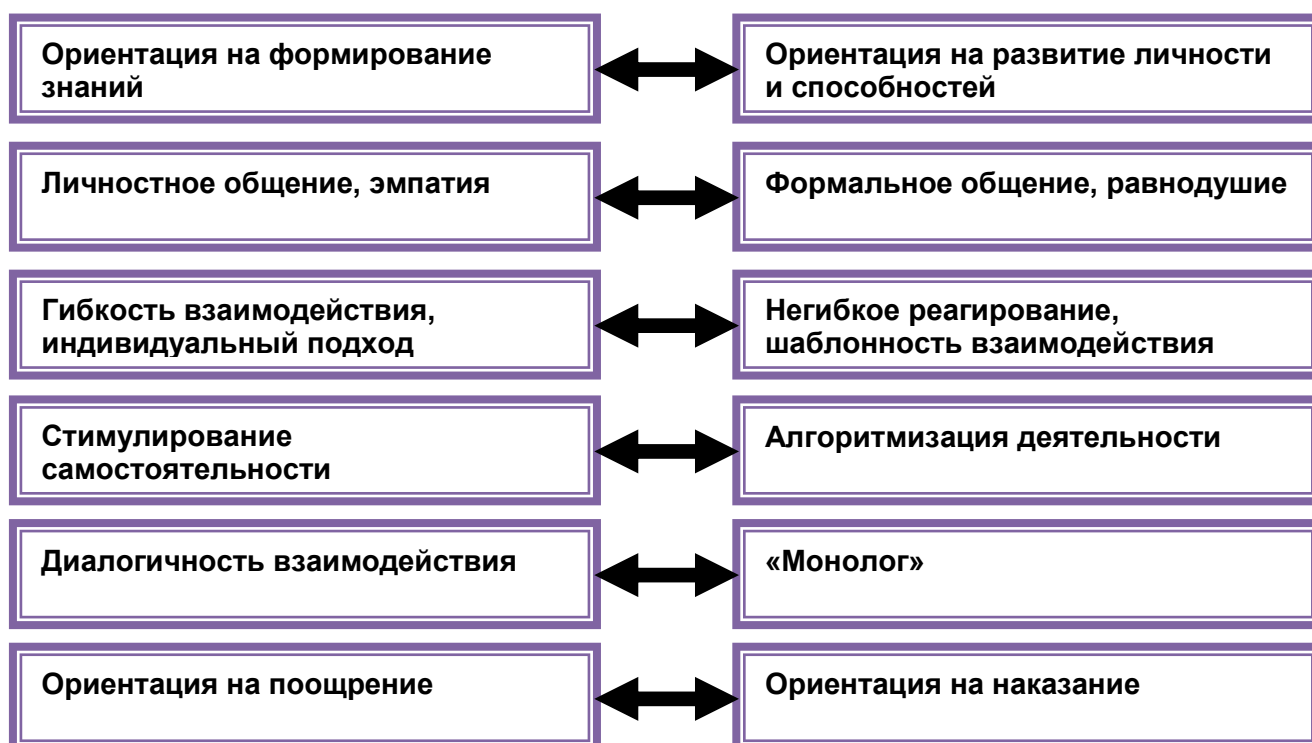 Ориентация на формирование
знаний
Ориентация на развитие личности
и способностей
Личностное общение, эмпатия
Формальное общение, равнодушие
Гибкость взаимодействия,
индивидуальный подход
Негибкое реагирование,
шаблонность взаимодействия
Стимулирование
самостоятельности
Алгоритмизация деятельности
Диалогичность взаимодействия
«Монолог»
Ориентация на поощрение
Ориентация на наказание